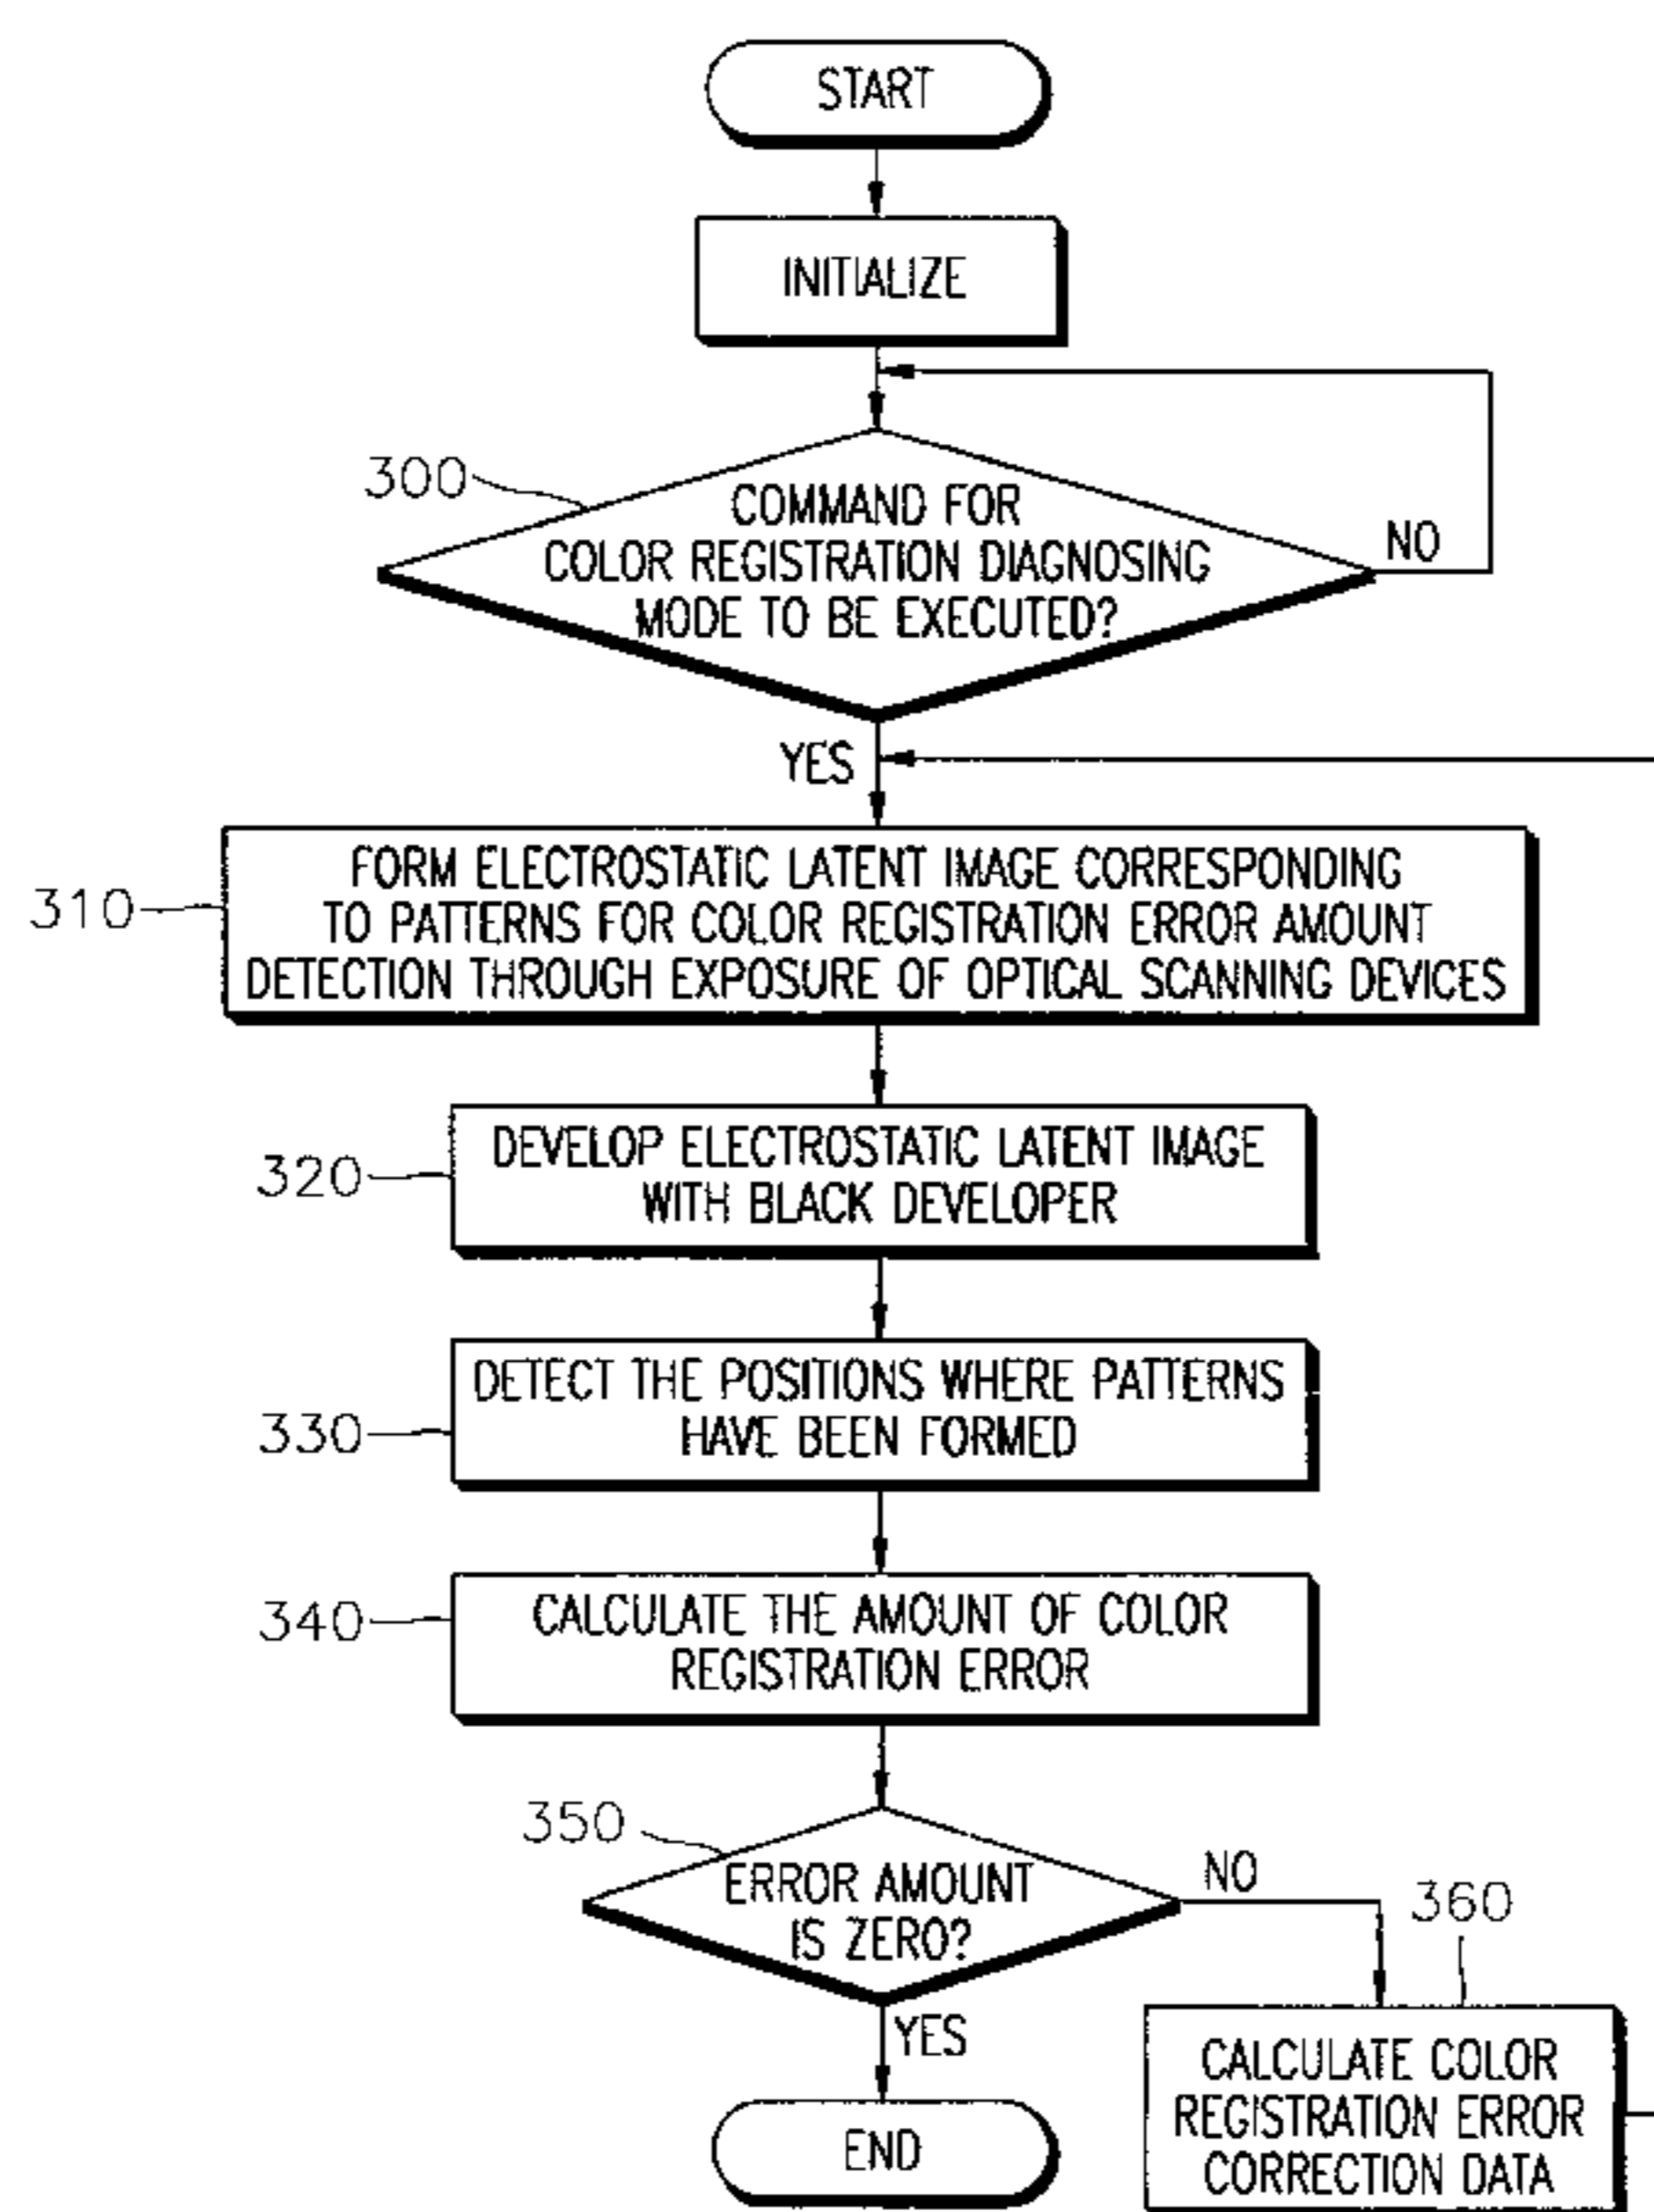 START
INITIALIZE
300
COMMAND FOR
COLOR REGISTRATION DIAGNOSING
MODE TO BE EXECUTED?
NO
YES
310
FORM ELECTROSTATIC LATENT IMAGE CORRESPONDING
TO PATTERNS FOR COLOR REGISTRATION ERROR AMOUNT
DETECTION THROUGH EXPOSURE OF OPTICAL SCANNING DEVICES
320
DEVELOP ELECTROSTATIC LATENT IMAGE
WITH BLACK DEVELOPER
330
DETECT THE POSITIONS WHERE PATTERNS
HAVE BEEN FORMED
340
CALCULATE THE AMOUNT OF COLOR
REGISTRATION ERROR
350
ERROR AMOUNT
IS ZERO?
NO
360
YES
CALCULATE COLOR
REGISTRATION ERROR
CORRECTION DATA
END